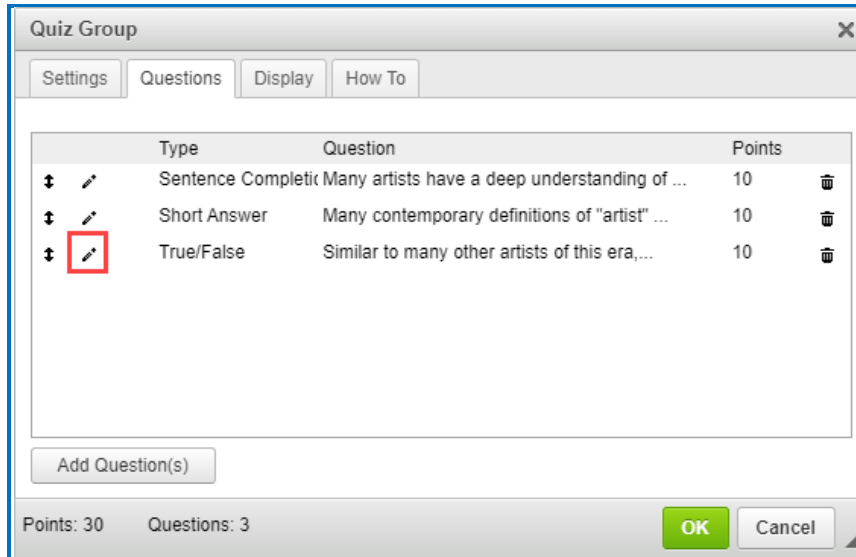 Quiz Group
Settings Questions Display How To
Type Question Points
Sentence Completic Many artists have a deep understanding of ... 10
Short Answer Many contemporary definitions of "artist" ... 10
True/False Similar to many other artists of this era,... 10
Add Question(s)
Points: 30 Questions: 3 OK Cancel